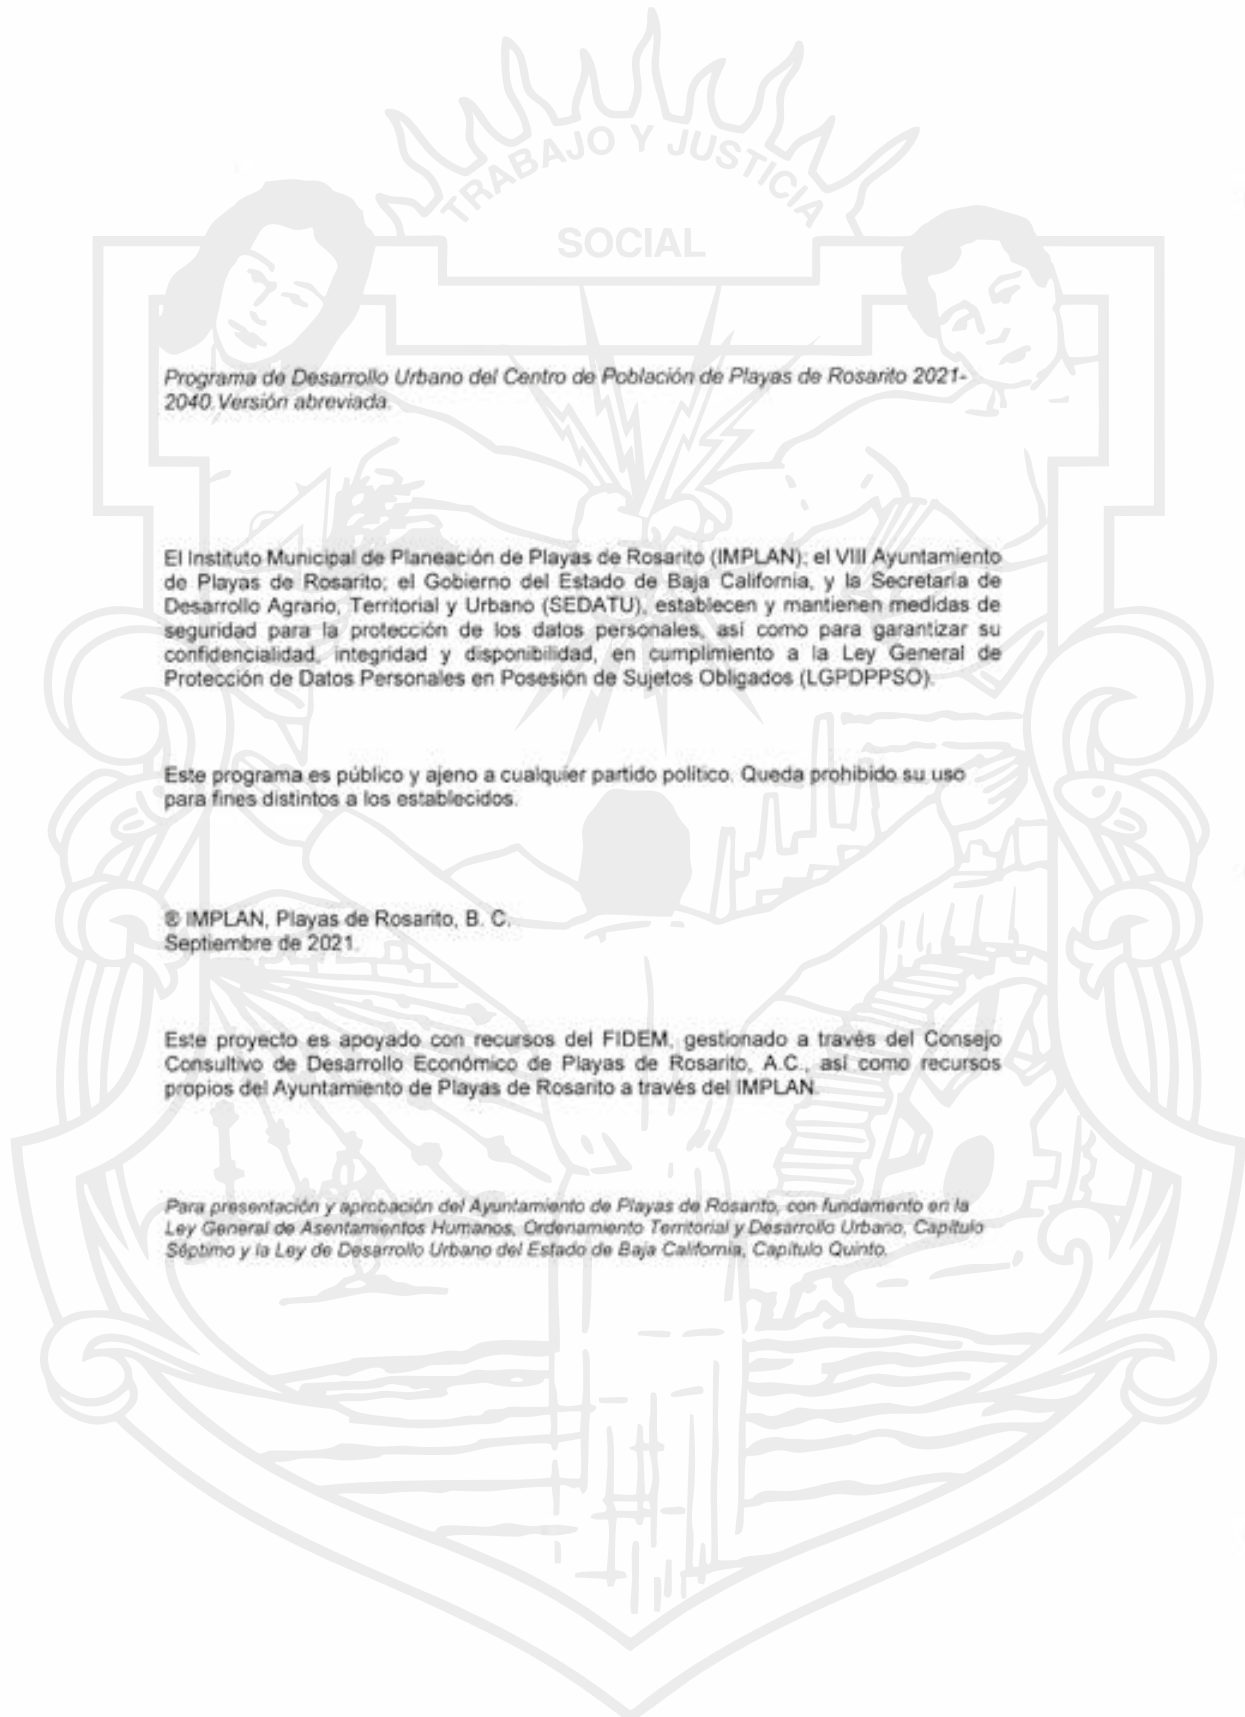 TRABAJO Y JUSTICIA
SOCIAL
Programa de Desarrollo Urbano del Centro de Población de Playas de Rosarito 2021-
2040.Versión abreviada.
El Instituto Municipal de Planeación de Playas de Rosarito (IMPLAN); el VIII Ayuntamiento
de Playas de Rosarito; el Gobierno del Estado de Baja California, y la Secretaría de
Desarrollo Agrario, Territorial y Urbano (SEDATU), establecen y mantienen medidas de
seguridad para la protección de los datos personales, así como para garantizar su
confidencialidad, integridad y disponibilidad, en cumplimiento a la Ley General de
Protección de Datos Personales en Posesión de Sujetos Obligados (LGPDPPSO).
Este programa es público y ajeno a cualquier partido político. Queda prohibido su uso
para fines distintos a los establecidos.
® IMPLAN, Playas de Rosarito, B. C.
Septiembre de 2021.
Este proyecto es apoyado con recursos del FIDEM, gestionado a través del Consejo
Consultivo de Desarrollo Económico de Playas de Rosarito, A.C., así como recursos
propios del Ayuntamiento de Playas de Rosarito a través del IMPLAN.
Para presentación y aprobación del Ayuntamiento de Playas de Rosarito, con fundamento en la
Ley General de Asentamientos Humanos, Ordenamiento Territorial y Desarrollo Urbano, Capítulo
Séptimo y la Ley de Desarrollo Urbano del Estado de Baja California, Capítulo Quinto.